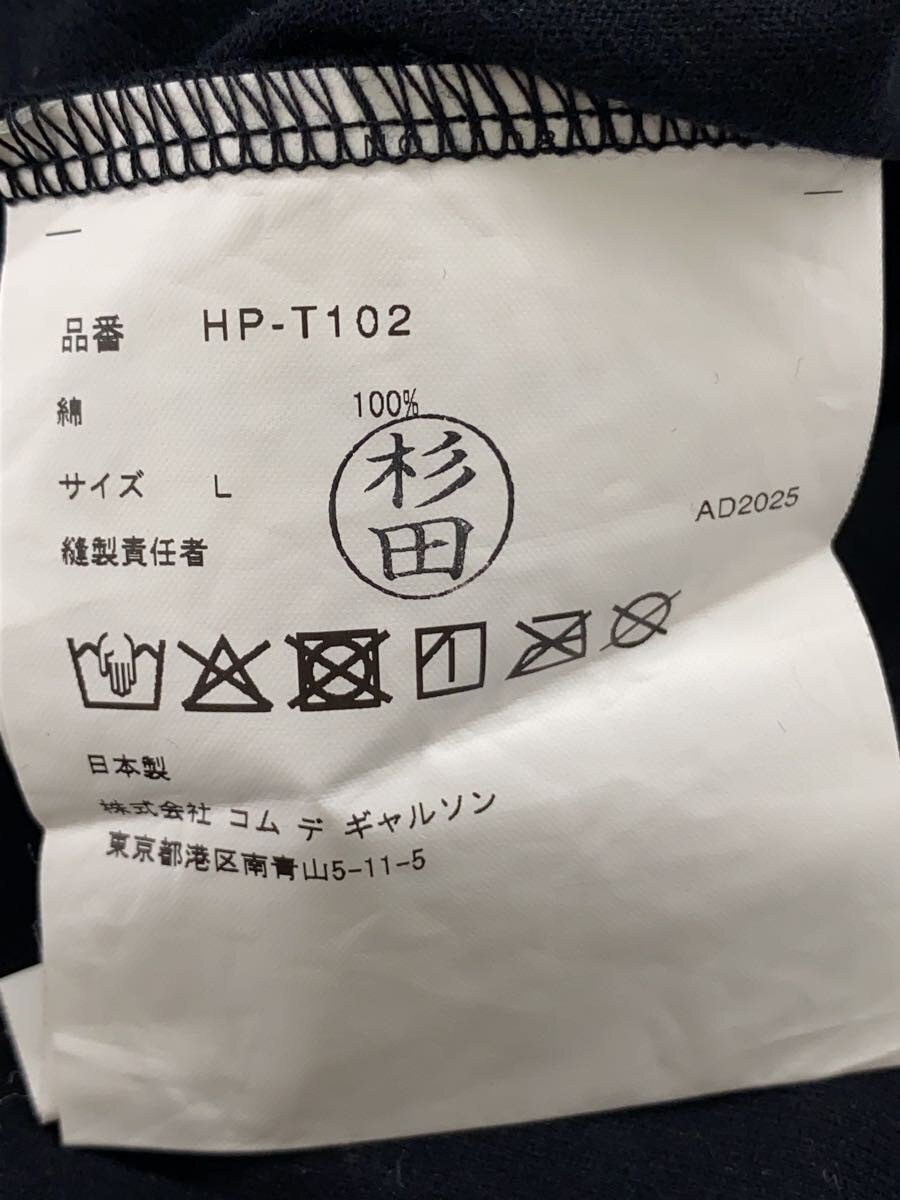 品番 HP-T102
綿 100%
サイズ L
杉田
AD2025
縫製責任者
日本製
株式会社 コム デ ギャルソン
東京都港区南青山5-11-5